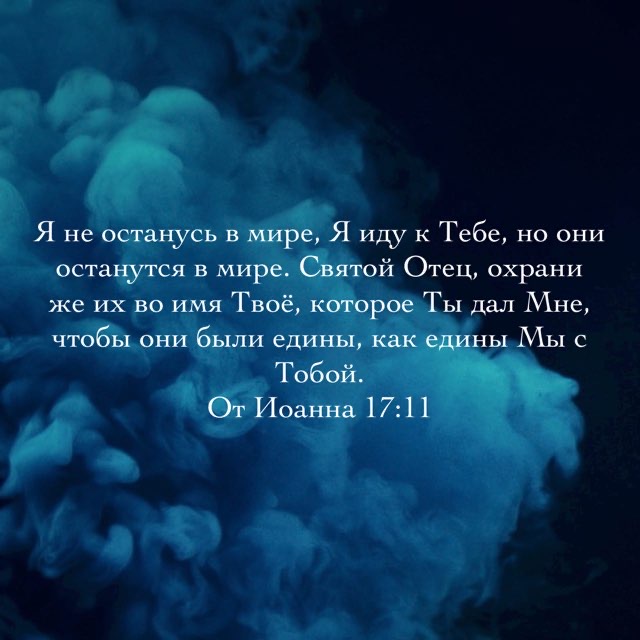 Я не останусь в мире, Я иду к Тебе, но они
останутся в мире. Святой Отец, охрани
же их во имя Твоё, которое Ты дал Мне,
чтобы они были едины, как едины Мы с
Тобой.
От Иоанна 17:11